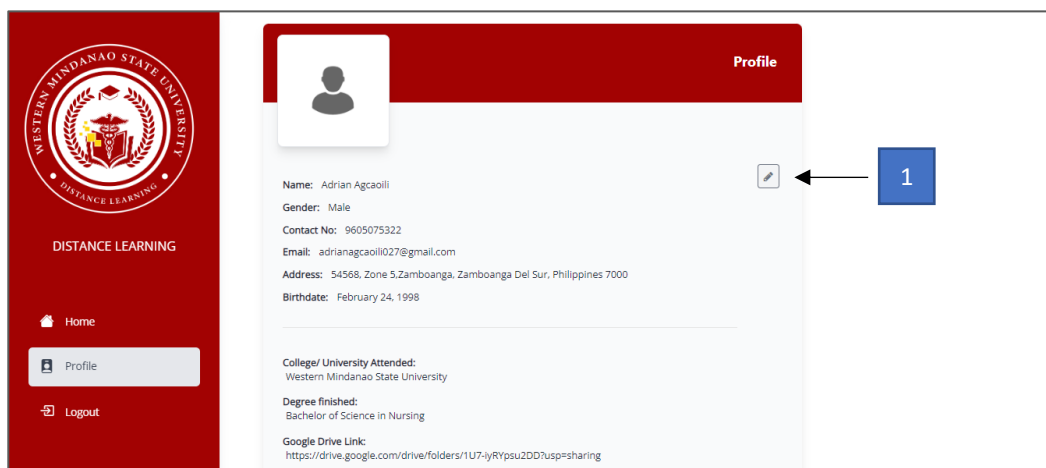 WESTERN MINDANAO STATE UNIVERSITY
DISTANCE LEARNING
DISTANCE LEARNING
Home
Profile
Logout
Profile
1
Name: Adrian Agcaoili
Gender: Male
Contact No: 9605075322
Email: adrianagcaoili027@gmail.com
Address: 54568, Zone 5,Zamboanga, Zamboanga Del Sur, Philippines 7000
Birthdate: February 24, 1998
College/ University Attended:
Western Mindanao State University
Degree finished:
Bachelor of Science in Nursing
Google Drive Link:
https://drive.google.com/drive/folders/1U7-iyRYpsu2DD?usp=sharing